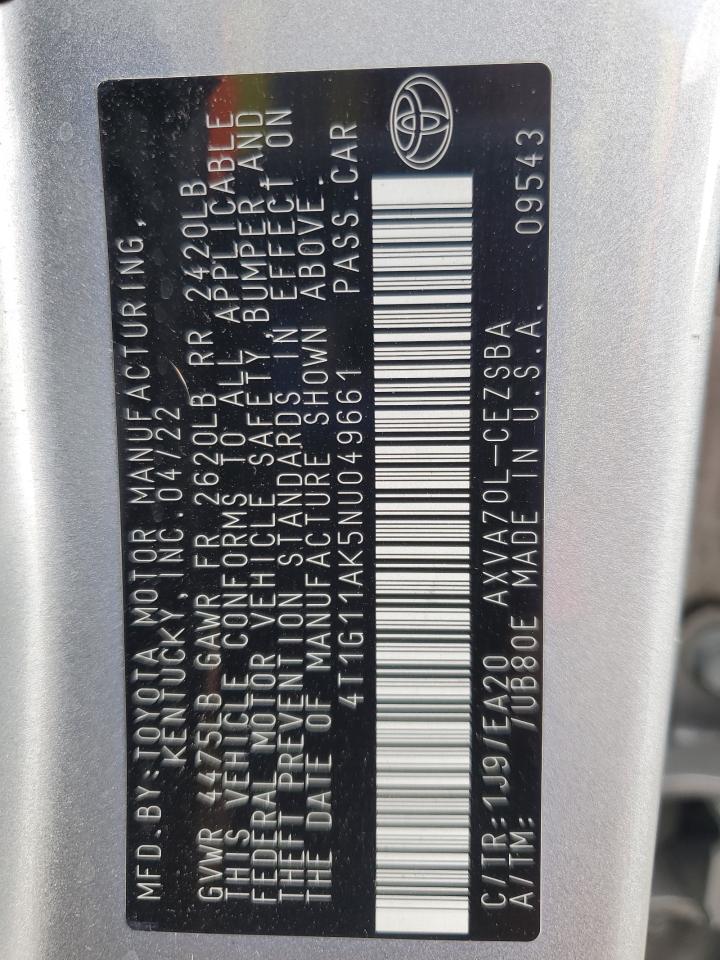 MFD.BY:TOYOTA MOTOR MANUFACTURING,
KENTUCKY,INC.04/22
GVWR 4475LB GAWR FR 2620LB RR 2420LB
THIS VEHICLE CONFORMS TO ALL APPLICABLE
FEDERAL MOTOR VEHICLE SAFETY,BUMPER,AND
THEFT PREVENTION STANDARDS IN EFFECT ON
THE DATE OF MANUFACTURE SHOWN ABOVE.
4T1G11AK5NU049661 PASS.CAR
C/TR:1J9/EA20 AXVA70L-CEZSBA 09543
A/TM: /UB80E MADE IN U.S.A.